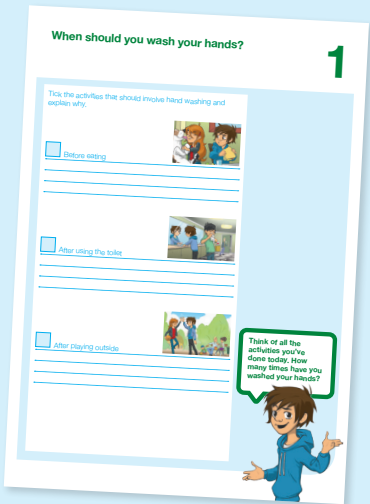 When should you wash your hands?
1
Tick the activities that should involve hand washing and
explain why.
Before eating
After using the toilet
After playing outside
Think of all the
activities you've
done today. How
many times have you
washed your hands?